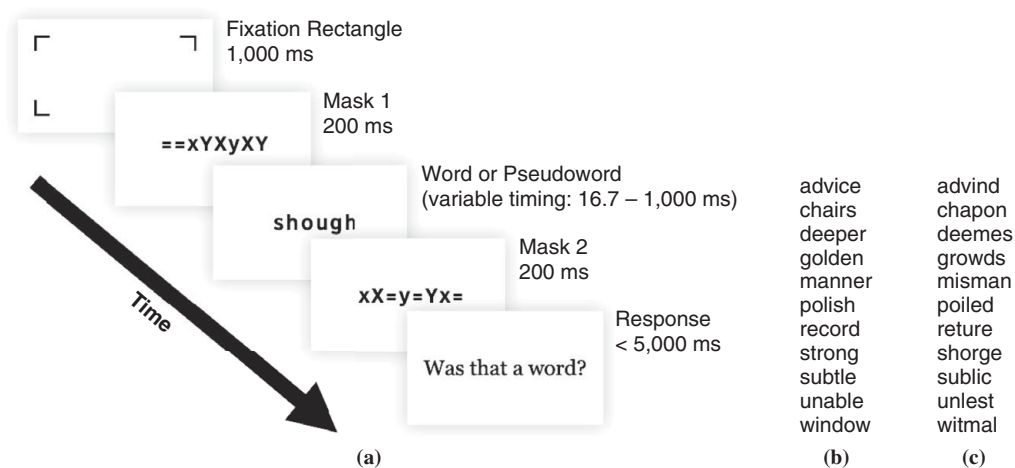 Fixation Rectangle
1,000 ms
Mask 1
200 ms
==xYXyXY
Word or Pseudoword
(variable timing: 16.7 – 1,000 ms)
shough
Mask 2
200 ms
xX=y=Yx=
Response
< 5,000 ms
Was that a word?
Time
(a)
advice
chairs
deeper
golden
manner
polish
record
strong
subtle
unable
window
(b)
advind
chapon
deemes
growds
misman
poiled
reture
shorge
sublic
unlest
witmal
(c)